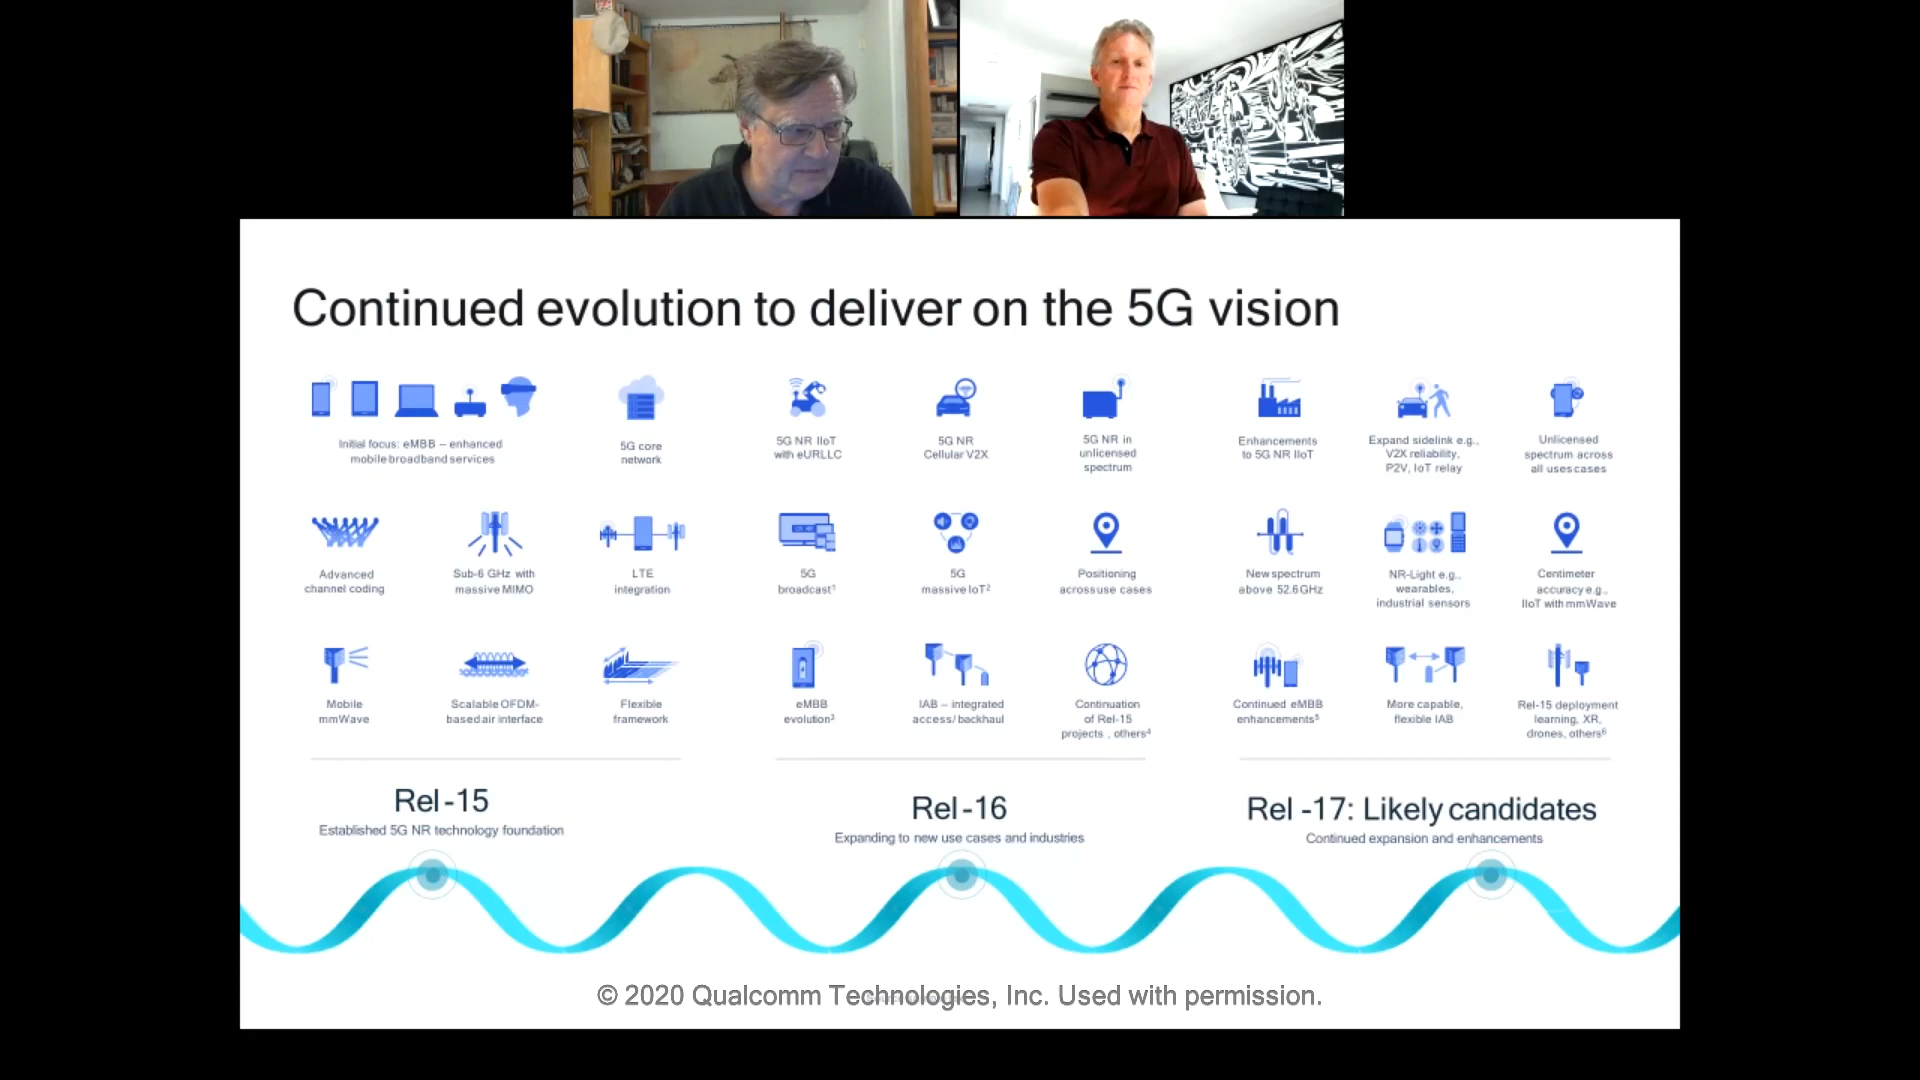 Continued evolution to deliver on the 5G vision
Initial focus: eMBB – enhanced
mobile broadband services
5G core
network
5G NR IIoT
with eURLLC
5G NR
Cellular V2X
5G NR in
unlicensed
spectrum
Enhancements
to 5G NR IIoT
Expand sidelink e.g.,
V2X reliability,
P2V, IoT relay
Unlicensed
spectrum across
all usecases
Advanced
channel coding
Sub-6 GHz with
massive MIMO
LTE
integration
5G
broadcast¹
5G
massive IoT²
Positioning
across use cases
New spectrum
above 52.6 GHz
NR-Light e.g.,
wearables,
industrial sensors
Centimeter
accuracy e.g.,
IIoT with mmWave
Mobile
mmWave
Scalable OFDM-
based air interface
Flexible
framework
eMBB
evolution³
IAB – integrated
access/ backhaul
Continuation
of Rel-15
projects , others⁴
Continued eMBB
enhancements⁵
More capable,
flexible IAB
Rel-15 deployment
learning, XR,
drones, others⁶
Rel -15
Established 5G NR technology foundation
Rel -16
Expanding to new use cases and industries
Rel -17: Likely candidates
Continued expansion and enhancements
© 2020 Qualcomm Technologies, Inc. Used with permission.